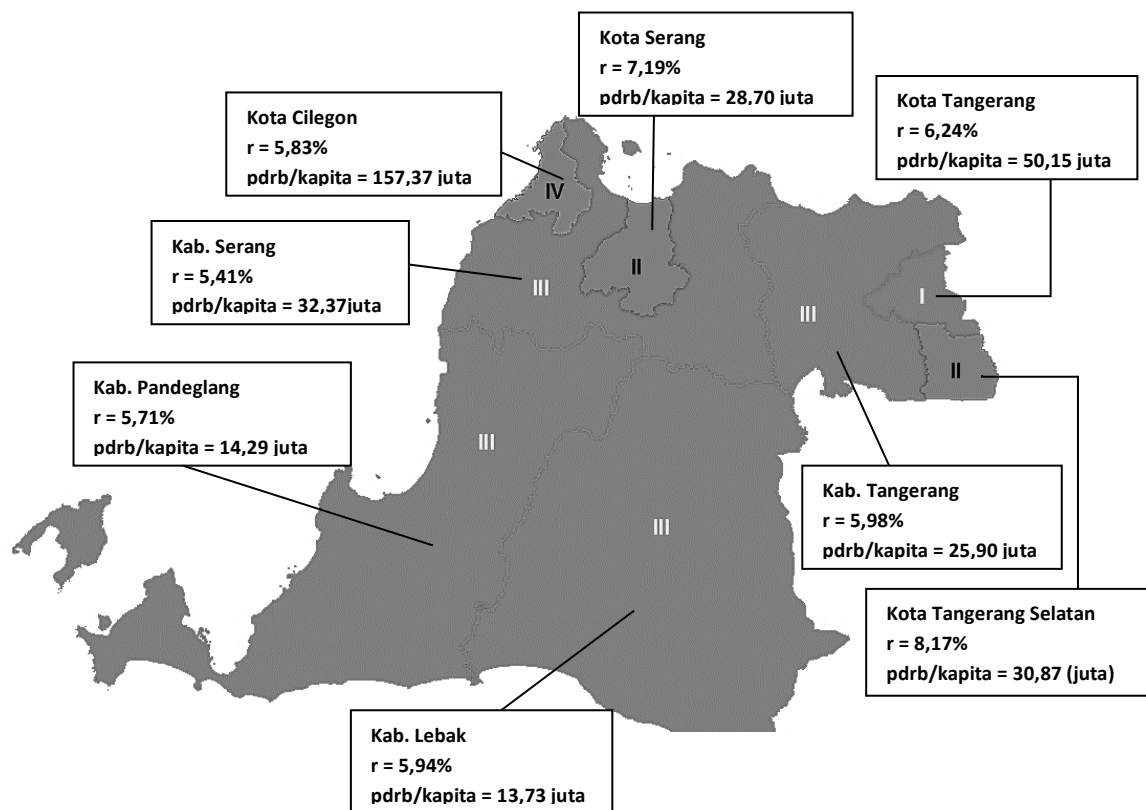 Kota Serang
r = 7,19%
pdrb/kapita = 28,70 juta
Kota Tangerang
r = 6,24%
pdrb/kapita = 50,15 juta
Kota Cilegon
r = 5,83%
pdrb/kapita = 157,37 juta
IV
Kab. Serang
r = 5,41%
pdrb/kapita = 32,37juta
III
II
III
I
II
Kab. Pandeglang
r = 5,71%
pdrb/kapita = 14,29 juta
III
III
Kab. Tangerang
r = 5,98%
pdrb/kapita = 25,90 juta
Kota Tangerang Selatan
r = 8,17%
pdrb/kapita = 30,87 (juta)
Kab. Lebak
r = 5,94%
pdrb/kapita = 13,73 juta